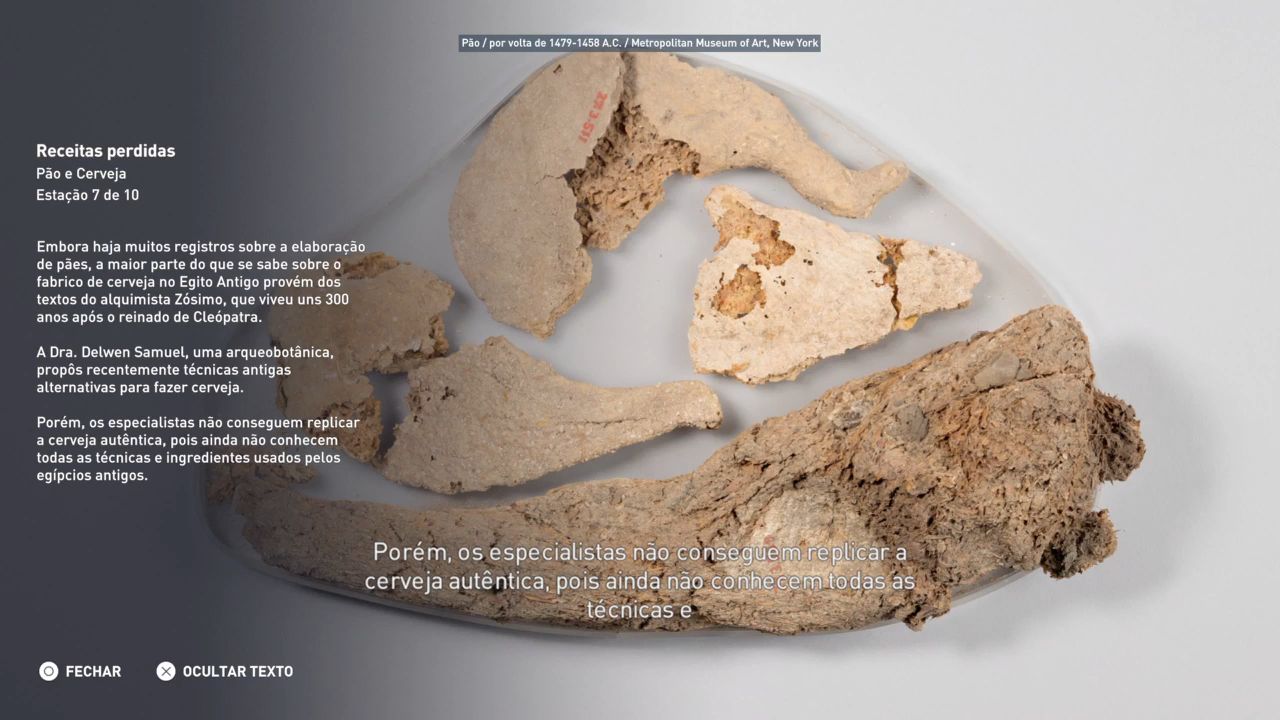 Pão / por volta de 1479-1458 A.C. / Metropolitan Museum of Art, New York
Receitas perdidas
Pão e Cerveja
Estação 7 de 10
Embora haja muitos registros sobre a elaboração
de pães, a maior parte do que se sabe sobre o
fabrico de cerveja no Egito Antigo provém dos
textos do alquimista Zósimo, que viveu uns 300
anos após o reinado de Cleópatra.
A Dra. Delwen Samuel, uma arqueobotânica,
propôs recentemente técnicas antigas
alternativas para fazer cerveja.
Porém, os especialistas não conseguem replicar
a cerveja autêntica, pois ainda não conhecem
todas as técnicas e ingredientes usados pelos
egípcios antigos.
Porém, os especialistas não conseguem replicar a
cerveja autêntica, pois ainda não conhecem todas as
técnicas e
FECHAR
OCULTAR TEXTO